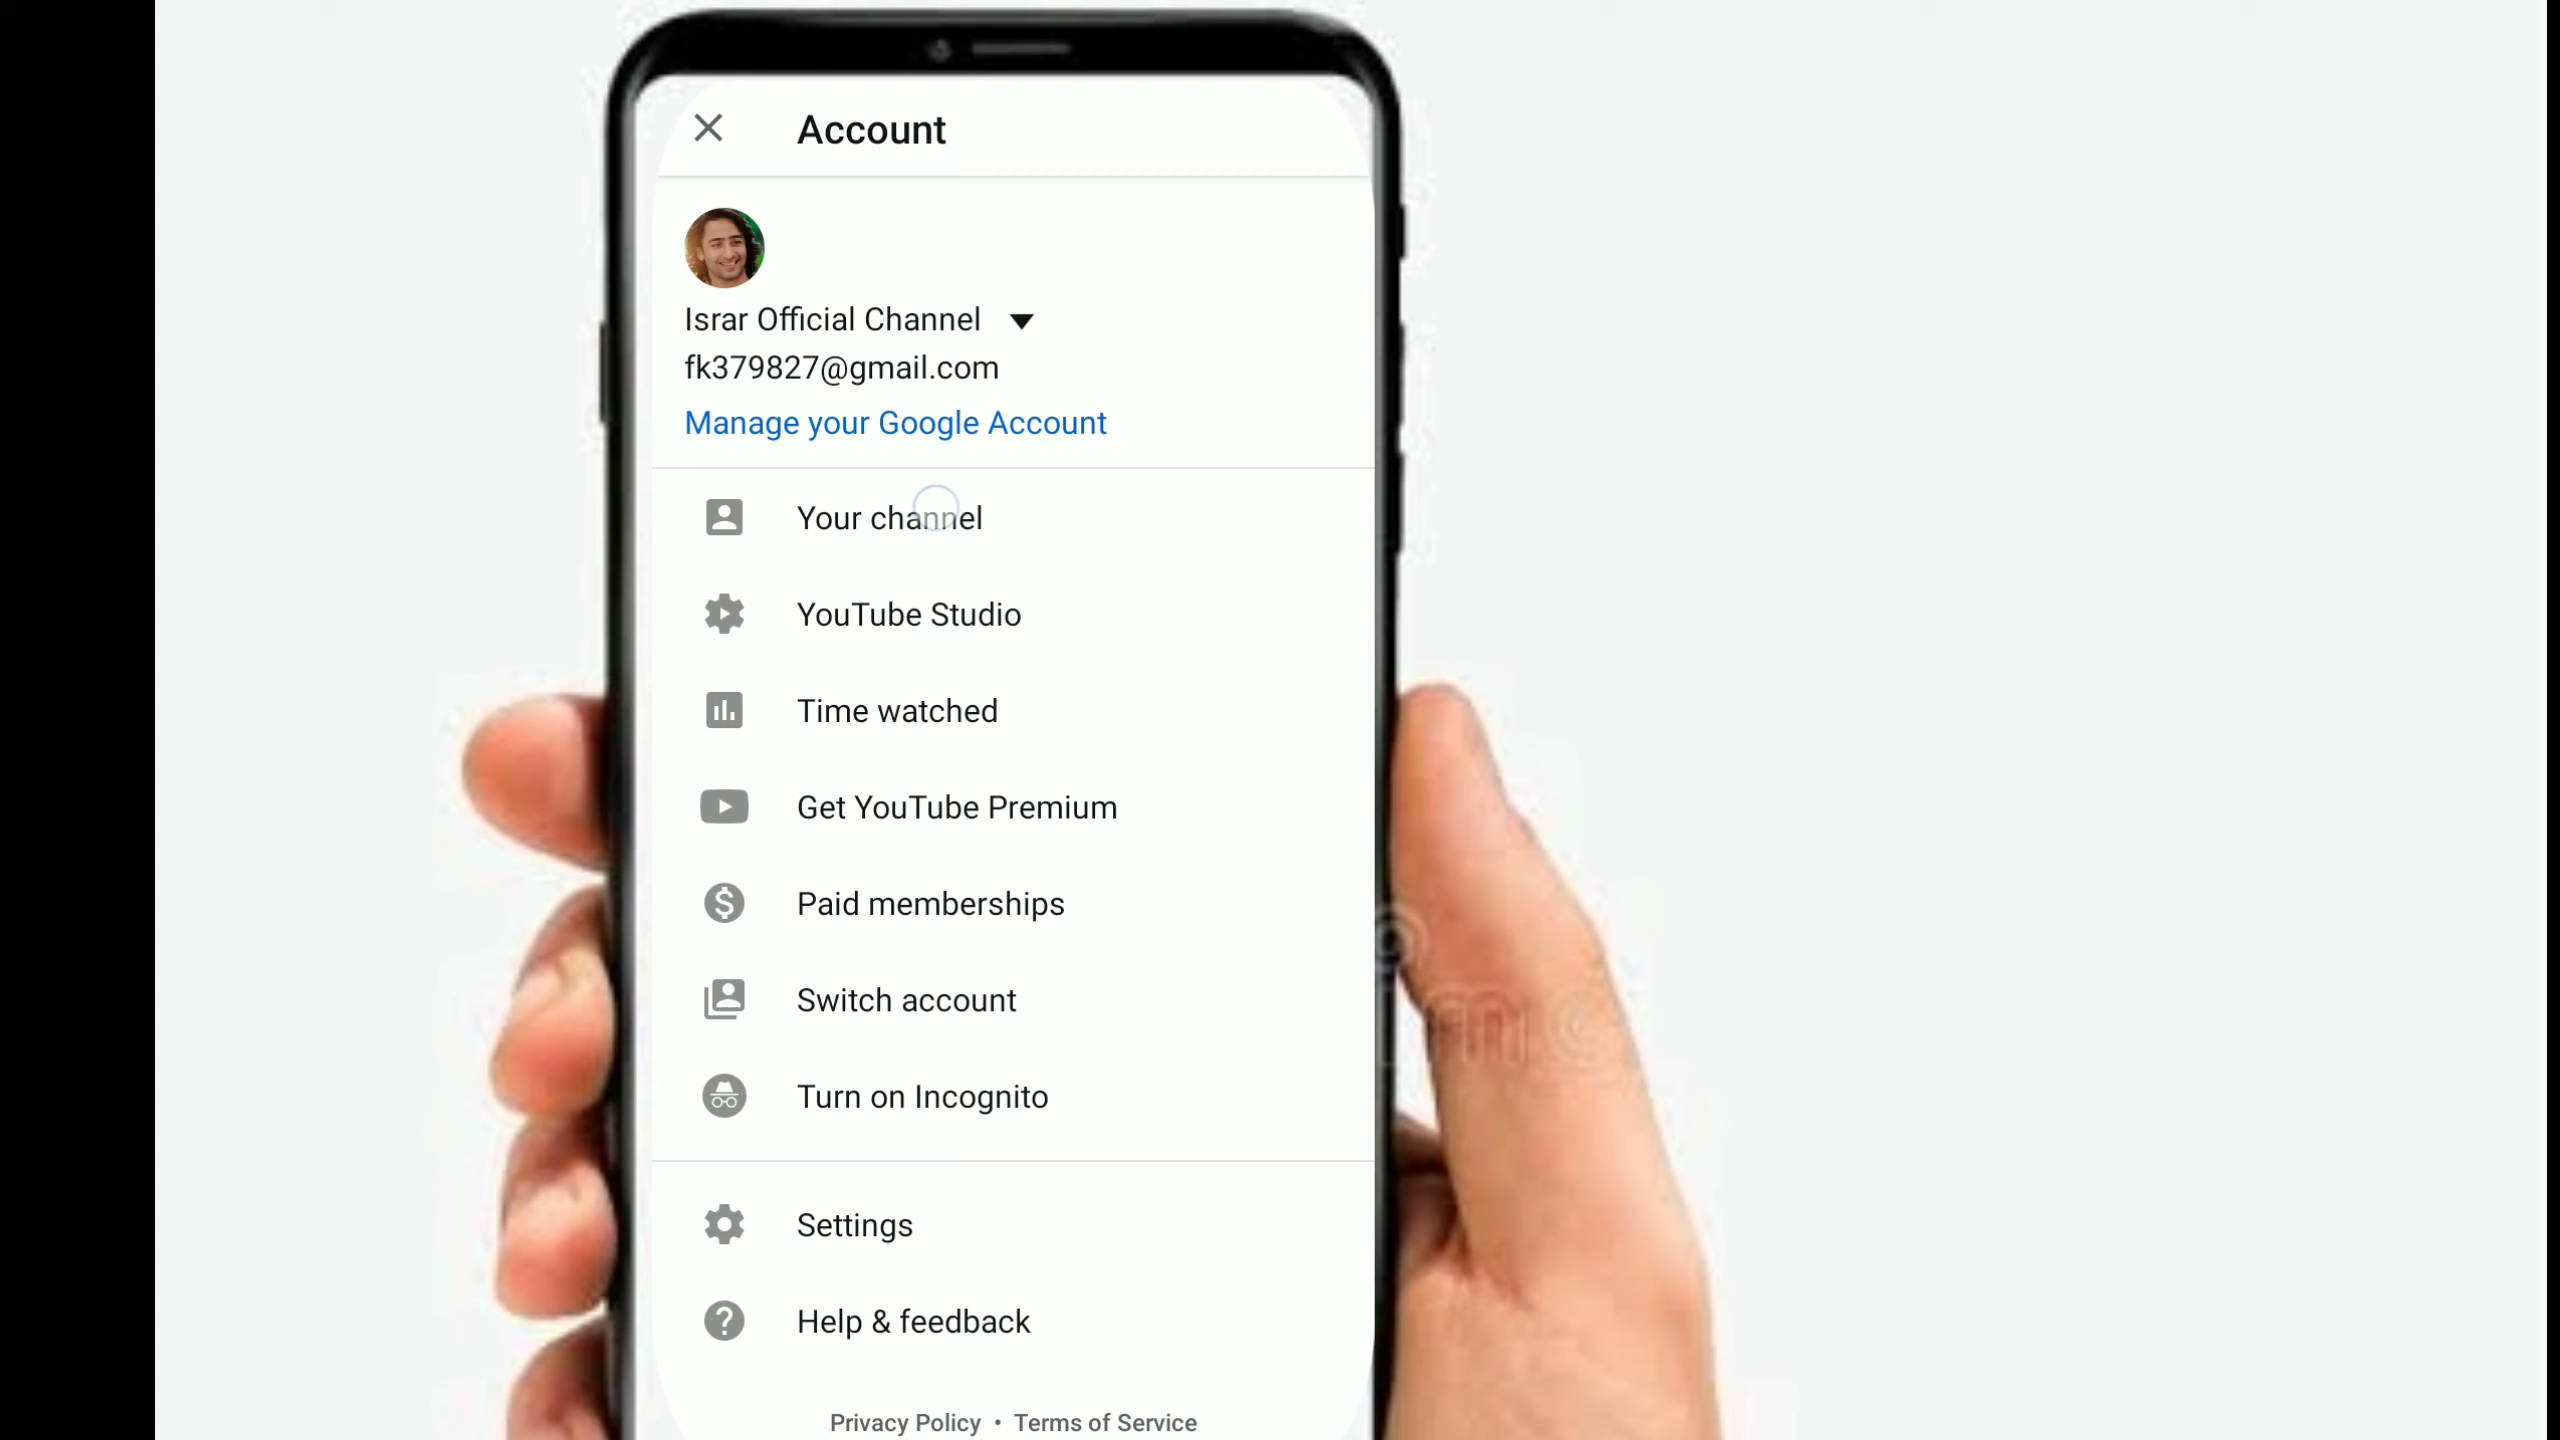 Account
Israr Official Channel
fk379827@gmail.com
Manage your Google Account
Your channel
YouTube Studio
Time watched
Get YouTube Premium
Paid memberships
Switch account
Turn on Incognito
Settings
Help & feedback
Privacy Policy • Terms of Service